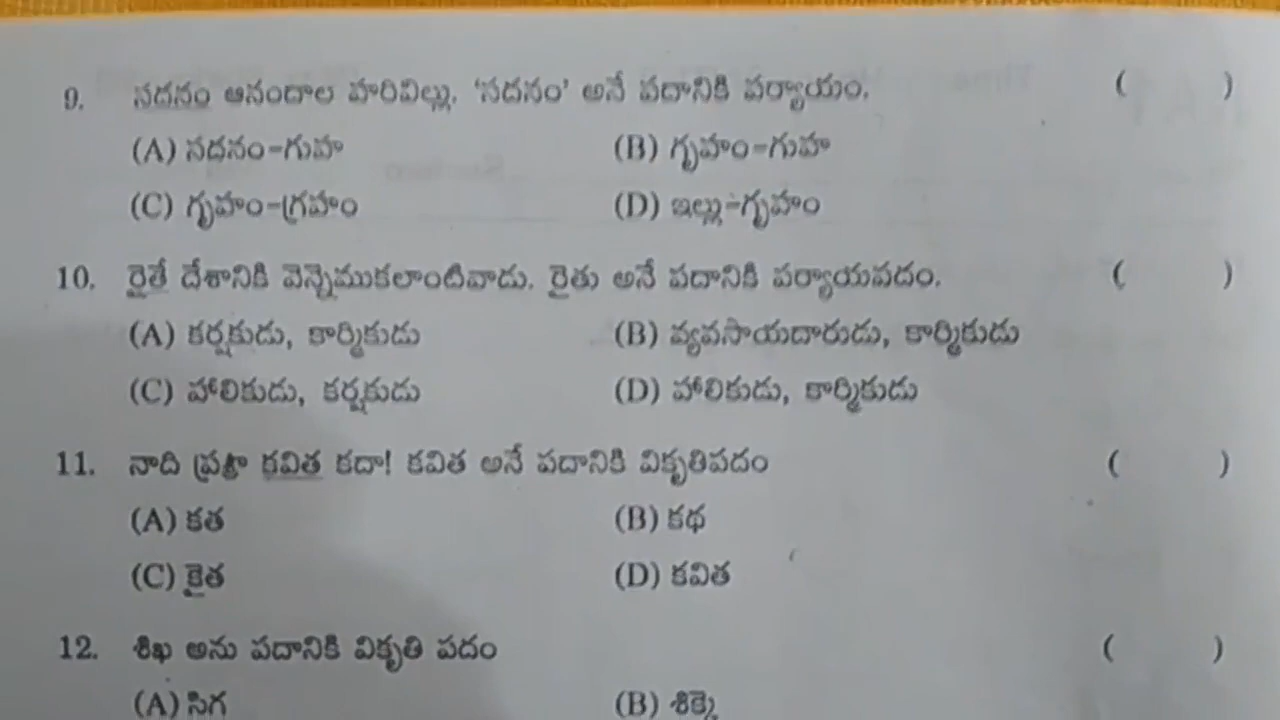 9. సదనం ఆనందాల హరివిల్లు. 'సదనం' అనే పదానికి పర్యాయం. ( )
(A) సదనం-గుహ (B) గృహం-గుహ
(C) గృహం-గ్రహం (D) ఇల్లు-గృహం
10. రైతే దేశానికి వెన్నెముకలాంటివాడు. రైతు అనే పదానికి పర్యాయపదం. ( )
(A) కర్షకుడు, కార్మికుడు (B) వ్యవసాయదారుడు, కార్మికుడు
(C) హాలికుడు, కర్షకుడు (D) హాలికుడు, కార్మికుడు
11. నాది కవిత కదా! కవిత అనే పదానికి వికృతిపదం ( )
(A) కత (B) కథ
(C) కైత (D) కవిత
12. శిఖ అను పదానికి వికృతి పదం ( )
(A) సిగ (B) శిక్కె